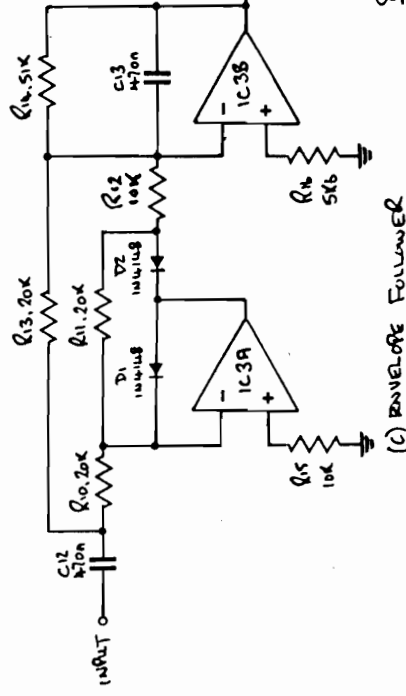 R14.51K
C13
470n
R13.20K
R12
10K
IC3B
-
+
R16
5K6
R11.20K
D2
1N4148
D1
1N4148
R10.20K
IC3A
-
+
R15
10K
C12
470n
INPUT
(C) ENVELOPE FOLLOWER